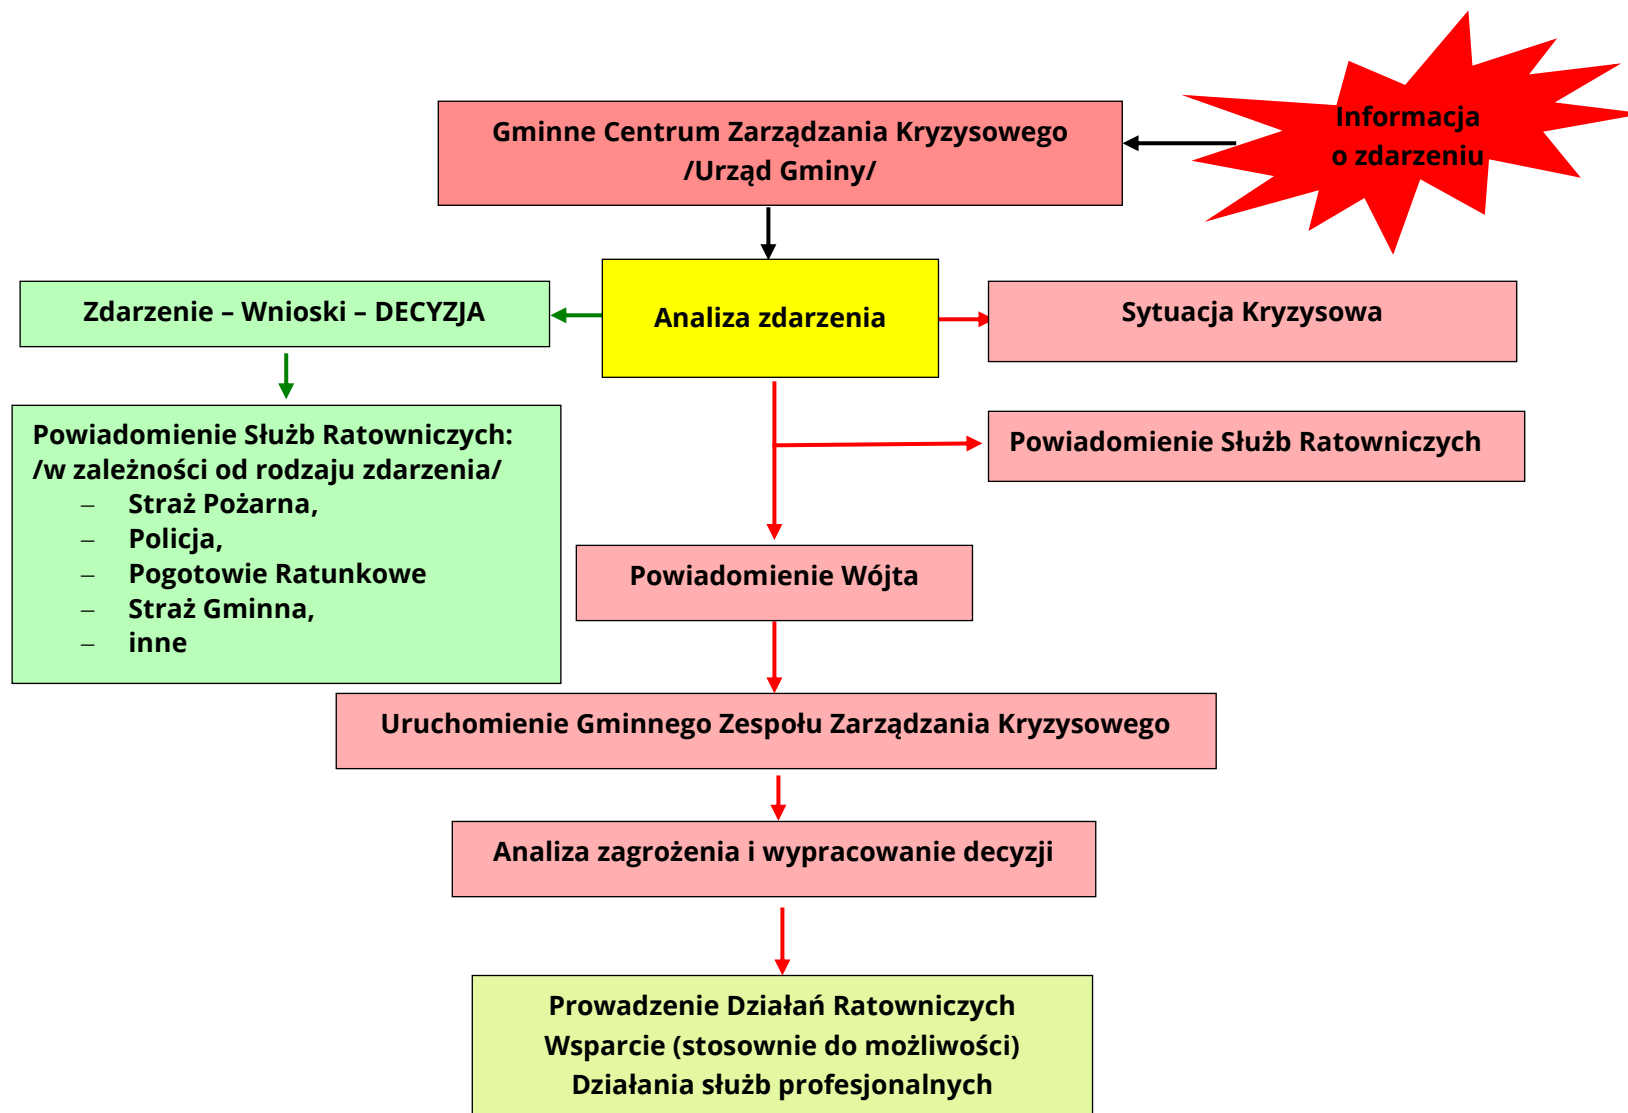 Informacja
o zdarzeniu
Gminne Centrum Zarządzania Kryzysowego
/Urząd Gminy/
Zdarzenie – Wnioski – DECYZJA
Analiza zdarzenia
Sytuacja Kryzysowa
Powiadomienie Służb Ratowniczych:
/w zależności od rodzaju zdarzenia/
– Straż Pożarna,
– Policja,
– Pogotowie Ratunkowe
– Straż Gminna,
– inne
Powiadomienie Służb Ratowniczych
Powiadomienie Wójta
Uruchomienie Gminnego Zespołu Zarządzania Kryzysowego
Analiza zagrożenia i wypracowanie decyzji
Prowadzenie Działań Ratowniczych
Wsparcie (stosownie do możliwości)
Działania służb profesjonalnych